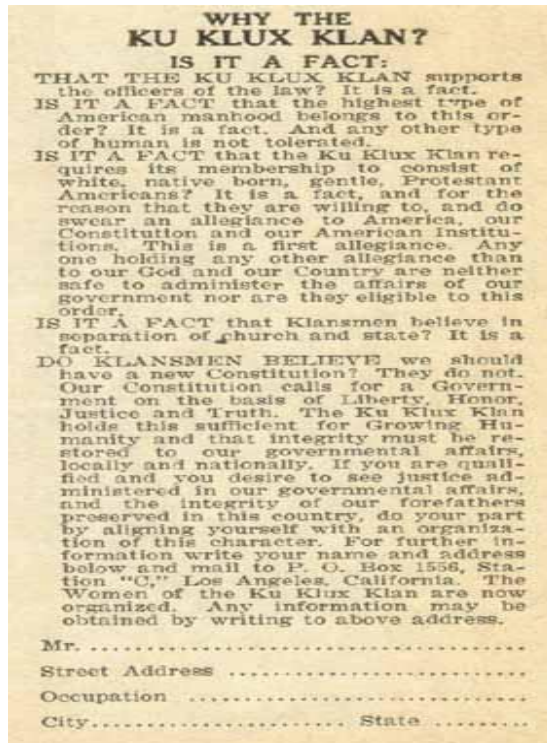 WHY THE
KU KLUX KLAN?
IS IT A FACT:
THAT THE KU KLUX KLAN supports
the officers of the law? It is a fact.
IS IT A FACT that the highest type of
American manhood belongs to this or-
der? It is a fact. And any other type
of human is not tolerated.
IS IT A FACT that the Ku Klux Klan re-
quires its membership to consist of
white, native born, gentle, Protestant
Americans? It is a fact, and for the
reason that they are willing to, and do
swear an allegiance to America, our
Constitution and our American Institu-
tions. This is a first allegiance. Any
one holding any other allegiance than
to our God and our Country are neither
safe to administer the affairs of our
government nor are they eligible to this
order.
IS IT A FACT that Klansmen believe in
separation of church and state? It is a
fact.
DO KLANSMEN BELIEVE we should
have a new Constitution? They do not.
Our Constitution calls for a Govern-
ment on the basis of Liberty, Honor,
Justice and Truth. The Ku Klux Klan
holds this sufficient for Growing Hu-
manity and that integrity must be re-
stored to our governmental affairs,
locally and nationally. If you are quali-
fied and you desire to see justice ad-
ministered in our governmental affairs,
and the integrity of our forefathers
preserved in this country, do your part
by aligning yourself with an organiza-
tion of this character. For further in-
formation write your name and address
below and mail to P. O. Box 1556, Sta-
tion "C," Los Angeles, California. The
Women of the Ku Klux Klan are now
organized. Any information may be
obtained by writing to above address.
Mr. ..........................................
Street Address ..............................
Occupation ..................................
City...................... State .........